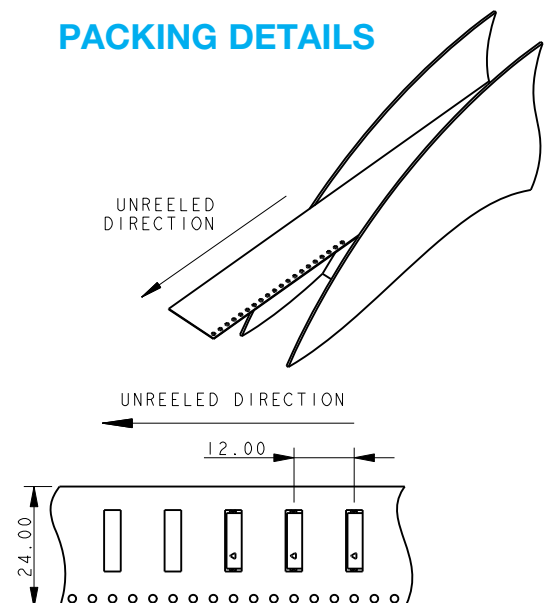 PACKING DETAILS
UNREELED
DIRECTION
UNREELED DIRECTION
12.00
24.00